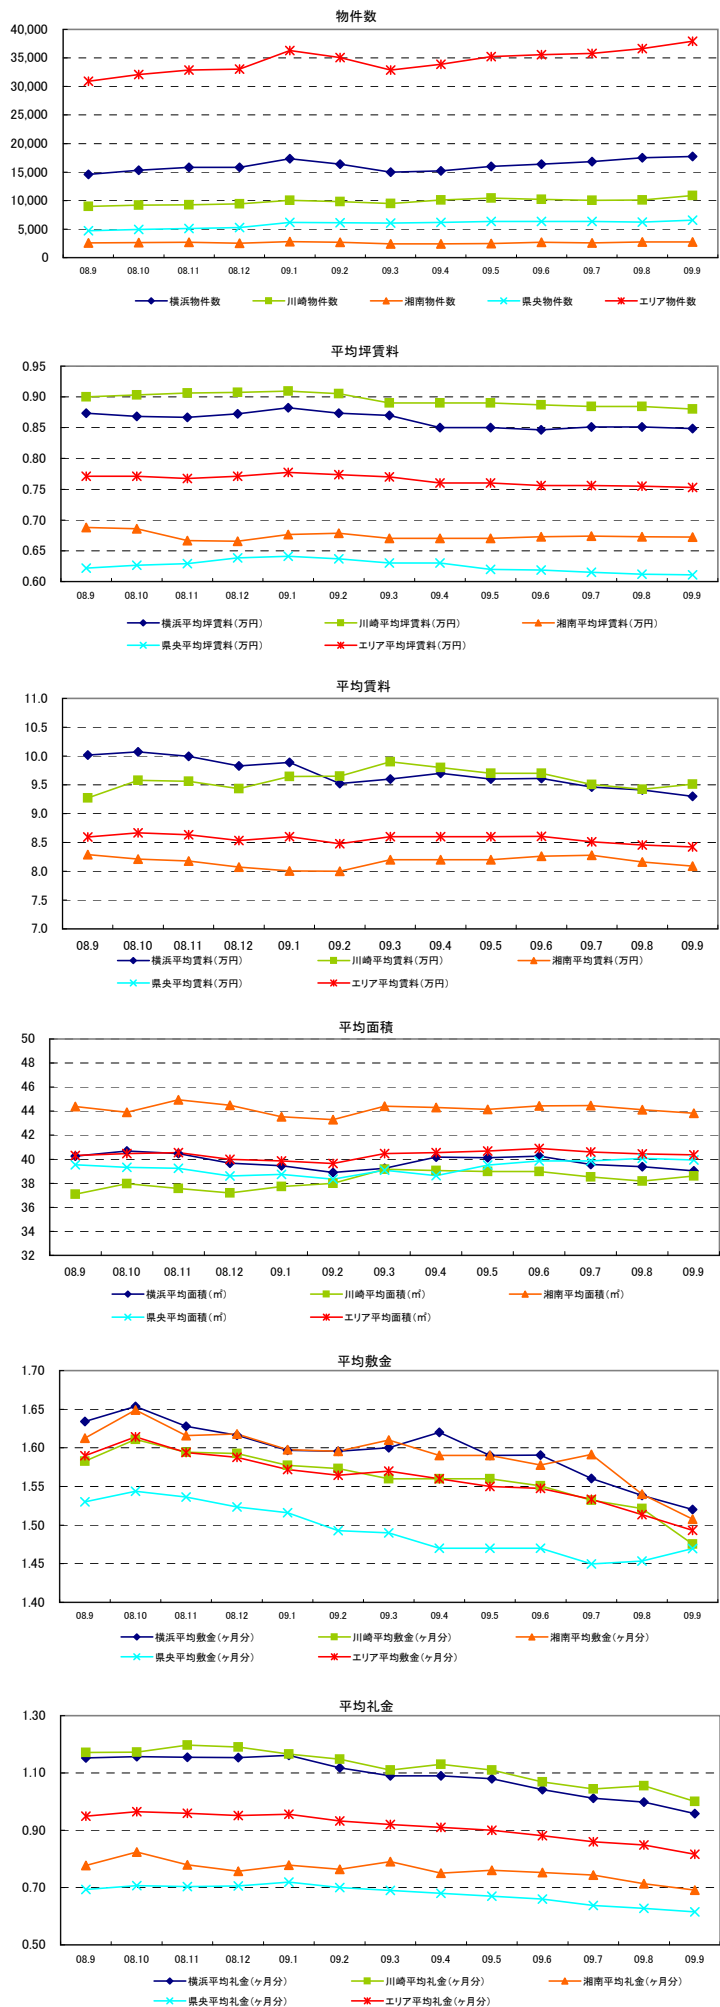 物件数
40,000
35,000
30,000
25,000
20,000
15,000
10,000
5,000
0
08.9 08.10 08.11 08.12 09.1 09.2 09.3 09.4 09.5 09.6 09.7 09.8 09.9
横浜物件数 川崎物件数 湘南物件数 県央物件数 エリア物件数
平均坪賃料
0.95
0.90
0.85
0.80
0.75
0.70
0.65
0.60
08.9 08.10 08.11 08.12 09.1 09.2 09.3 09.4 09.5 09.6 09.7 09.8 09.9
横浜平均坪賃料(万円) 川崎平均坪賃料(万円) 湘南平均坪賃料(万円)
県央平均坪賃料(万円) エリア平均坪賃料(万円)
平均賃料
11.0
10.5
10.0
9.5
9.0
8.5
8.0
7.5
7.0
08.9 08.10 08.11 08.12 09.1 09.2 09.3 09.4 09.5 09.6 09.7 09.8 09.9
横浜平均賃料(万円) 川崎平均賃料(万円) 湘南平均賃料(万円)
県央平均賃料(万円) エリア平均賃料(万円)
平均面積
50
48
46
44
42
40
38
36
34
32
08.9 08.10 08.11 08.12 09.1 09.2 09.3 09.4 09.5 09.6 09.7 09.8 09.9
横浜平均面積(㎡) 川崎平均面積(㎡) 湘南平均面積(㎡)
県央平均面積(㎡) エリア平均面積(㎡)
平均敷金
1.70
1.65
1.60
1.55
1.50
1.45
1.40
08.9 08.10 08.11 08.12 09.1 09.2 09.3 09.4 09.5 09.6 09.7 09.8 09.9
横浜平均敷金(ヶ月分) 川崎平均敷金(ヶ月分) 湘南平均敷金(ヶ月分)
県央平均敷金(ヶ月分) エリア平均敷金(ヶ月分)
平均礼金
1.30
1.10
0.90
0.70
0.50
08.9 08.10 08.11 08.12 09.1 09.2 09.3 09.4 09.5 09.6 09.7 09.8 09.9
横浜平均礼金(ヶ月分) 川崎平均礼金(ヶ月分) 湘南平均礼金(ヶ月分)
県央平均礼金(ヶ月分) エリア平均礼金(ヶ月分)